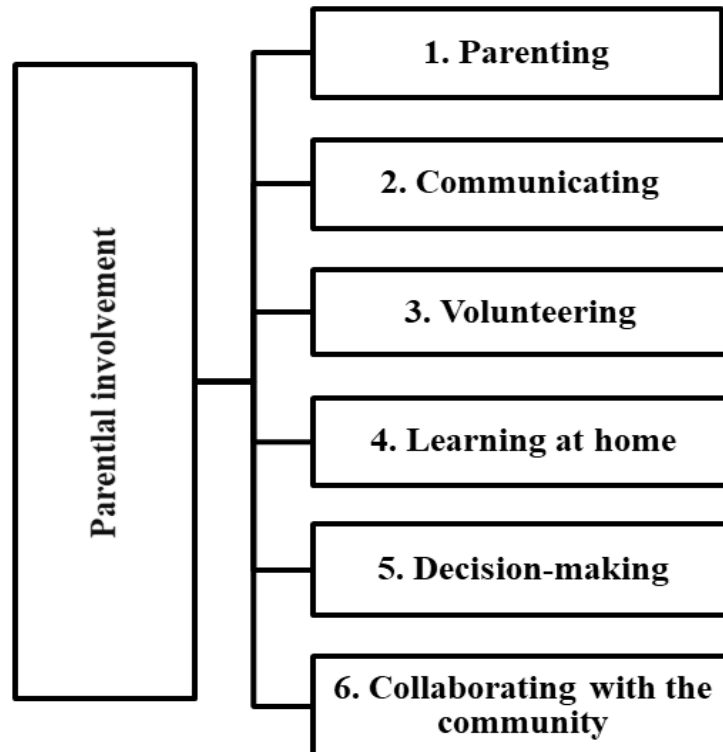 Parentlal involvement
1. Parenting
2. Communicating
3. Volunteering
4. Learning at home
5. Decision-making
6. Collaborating with the
community